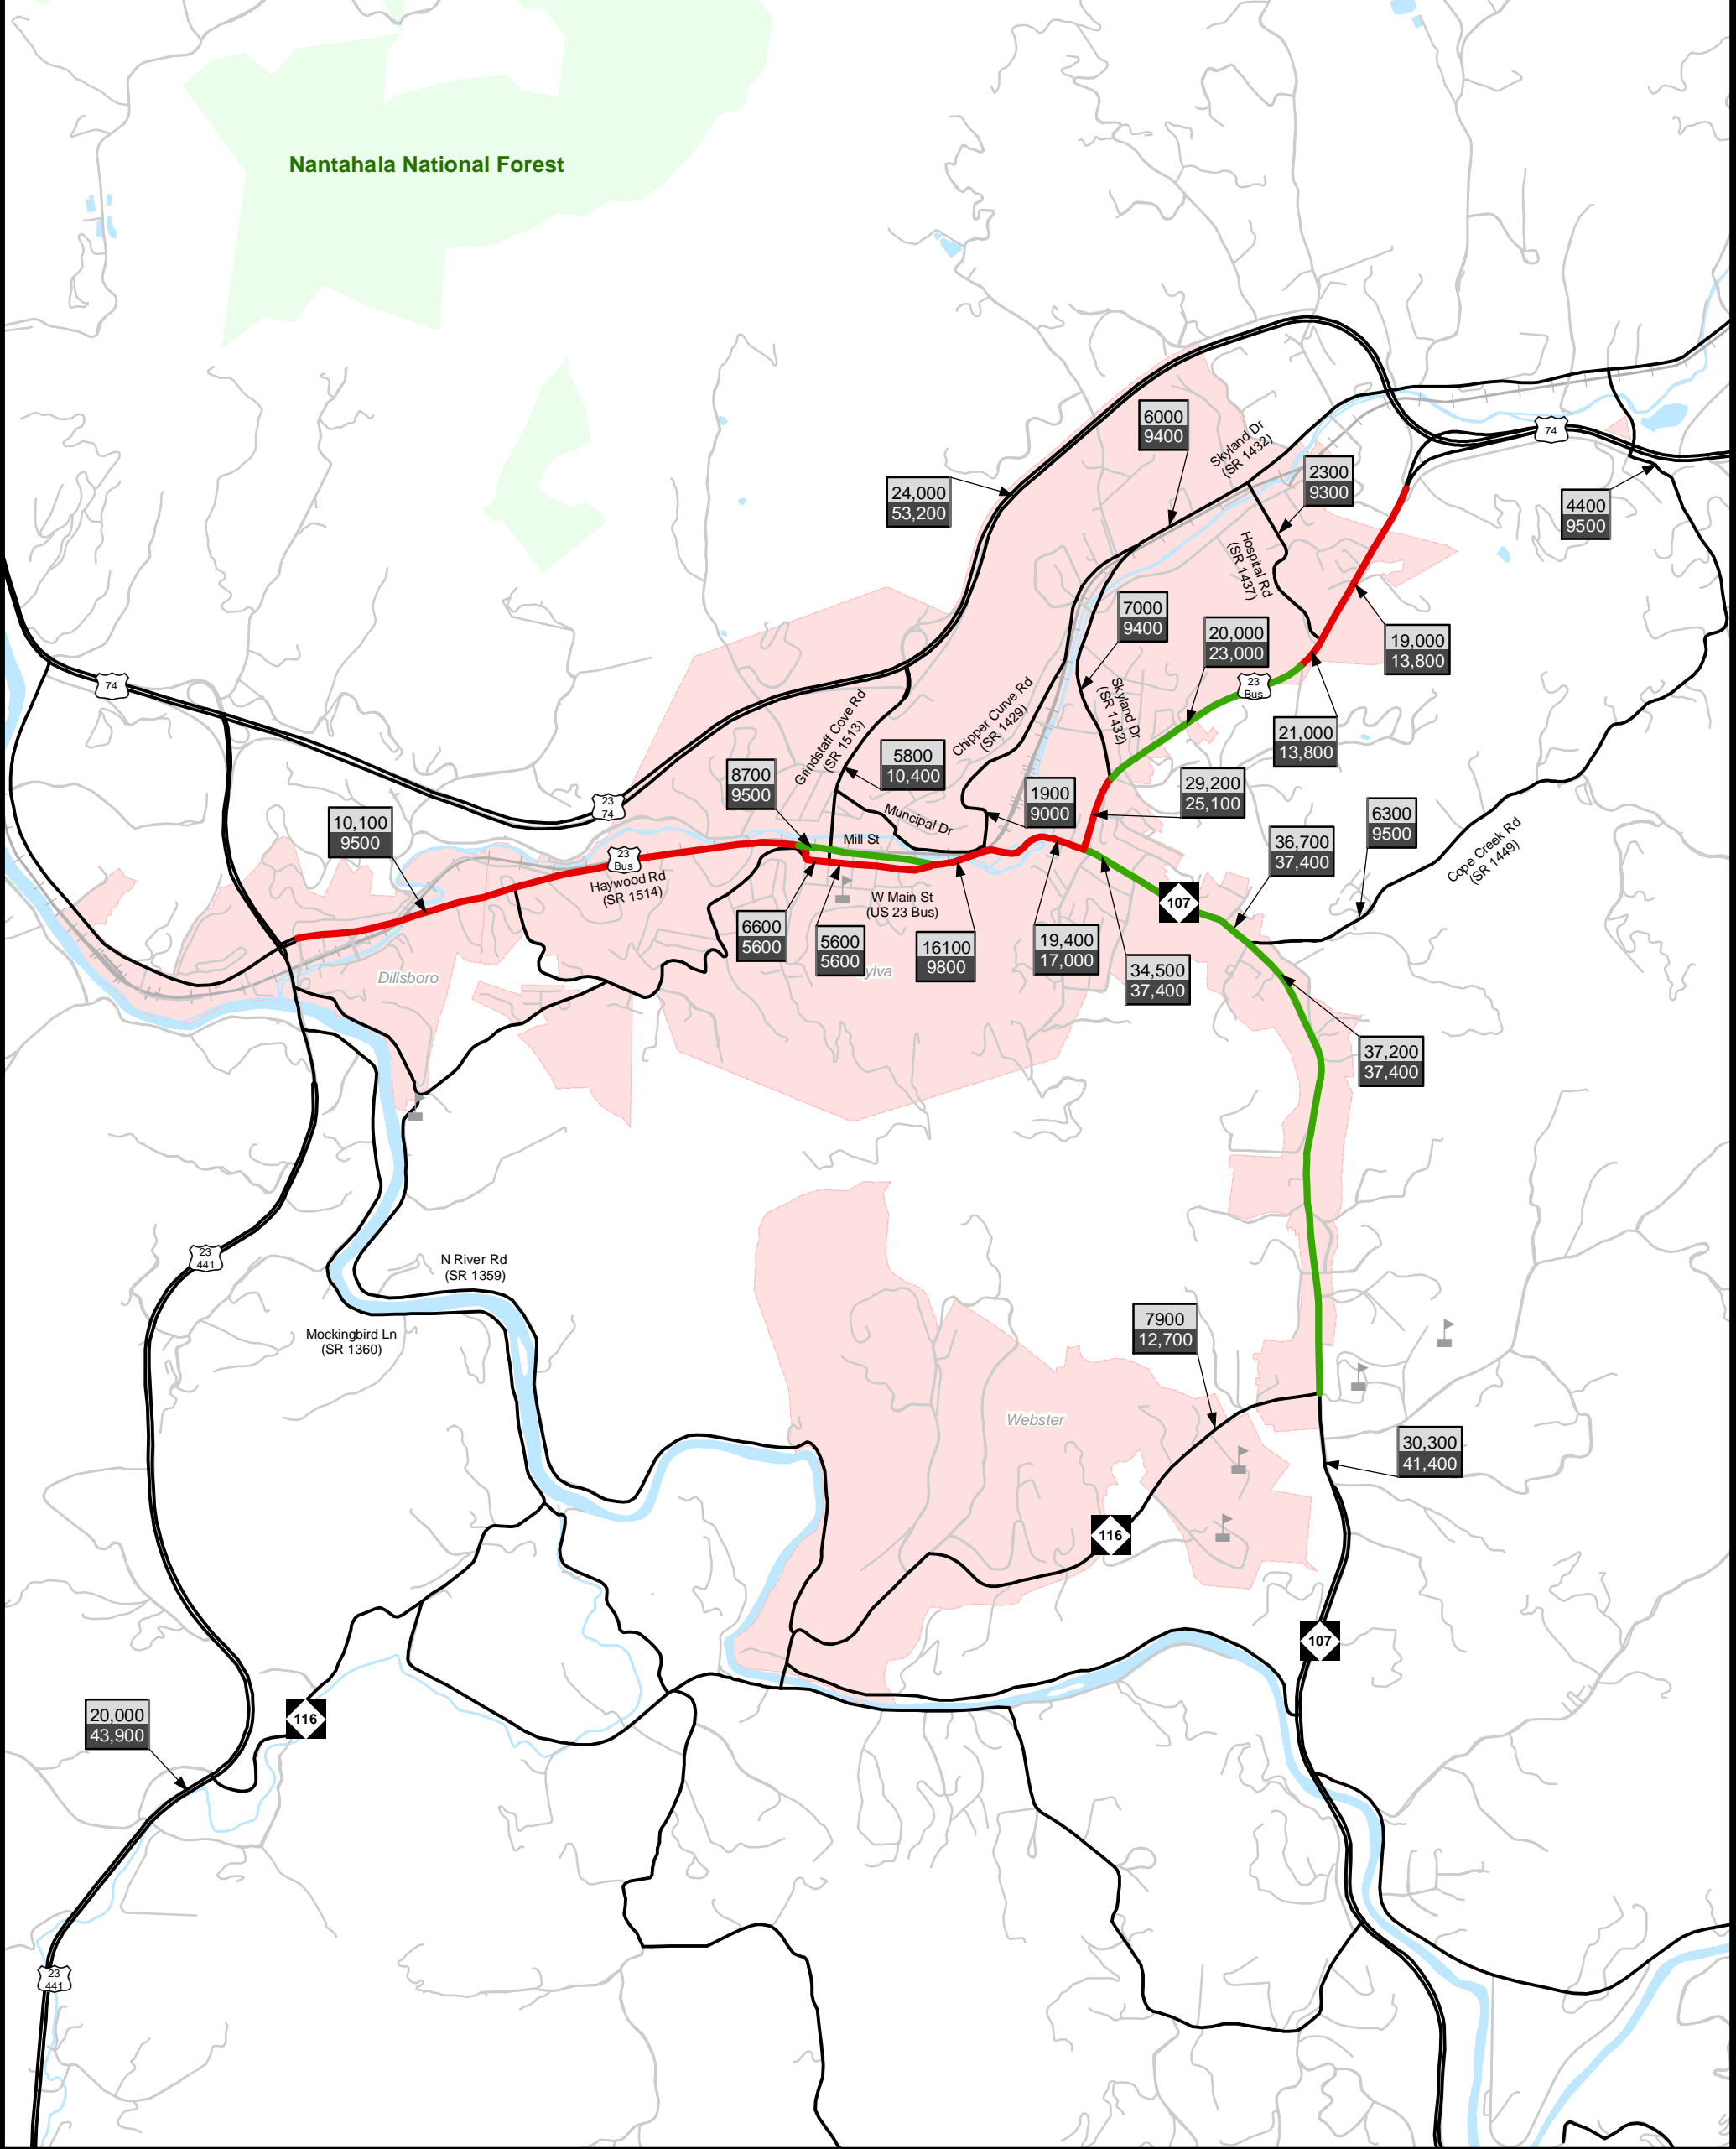 Nantahala National Forest
6000
9400
Skyland Dr
(SR 1432)
74
2300
9300
24,000
53,200
4400
9500
Hospital Rd
(SR 1437)
7000
9400
20,000
23,000
19,000
13,800
74
23
Bus
Skyland Dr
(SR 1432)
Chipper Curve Rd
(SR 1429)
Grindstaff Cove Rd
(SR 1513)
21,000
13,800
5800
10,400
8700
9500
1900
9000
29,200
25,100
23
74
10,100
9500
Muncipal Dr
6300
9500
Mill St
36,700
37,400
Cope Creek Rd
(SR 1449)
23
Bus
Haywood Rd
(SR 1514)
W Main St
(US 23 Bus)
107
6600
5600
5600
5600
16100
9800
19,400
17,000
34,500
37,400
Dillsboro
ylva
37,200
37,400
23
441
N River Rd
(SR 1359)
Mockingbird Ln
(SR 1360)
7900
12,700
Webster
30,300
41,400
116
107
116
20,000
43,900
23
441